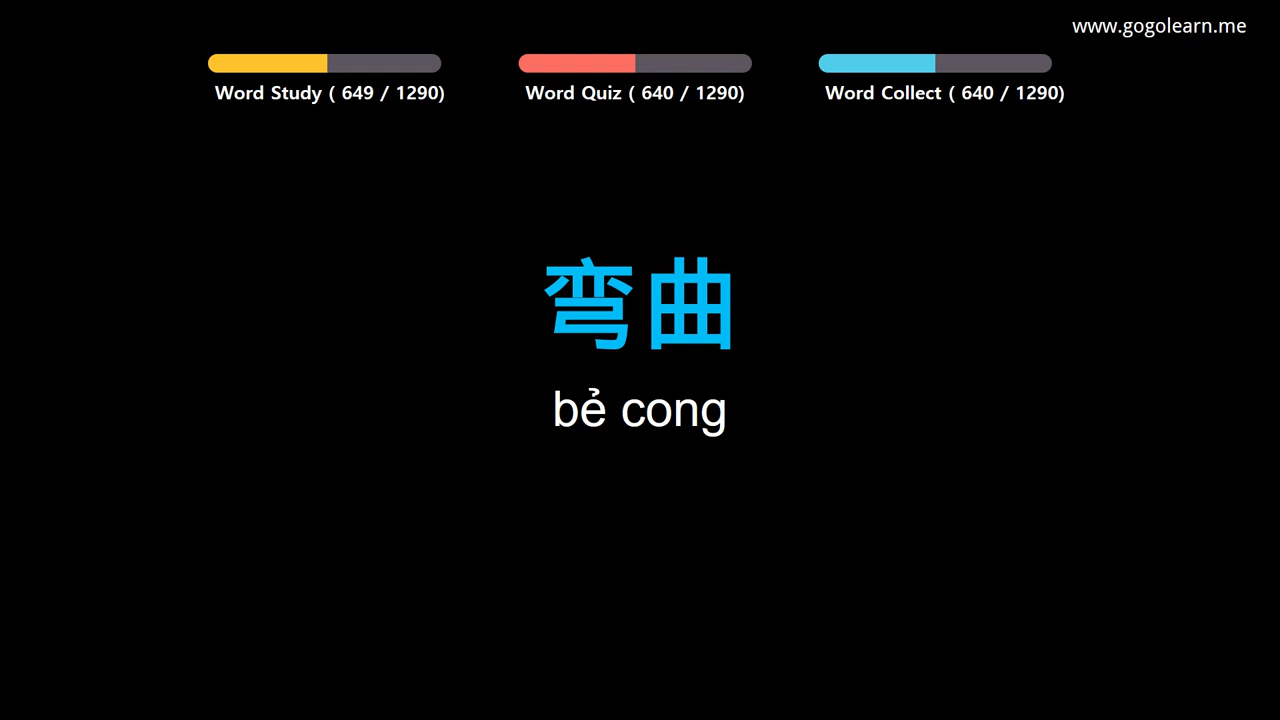 www.gogolearn.me
Word Study ( 649 / 1290)
Word Quiz ( 640 / 1290)
Word Collect ( 640 / 1290)
弯曲
bẻ cong